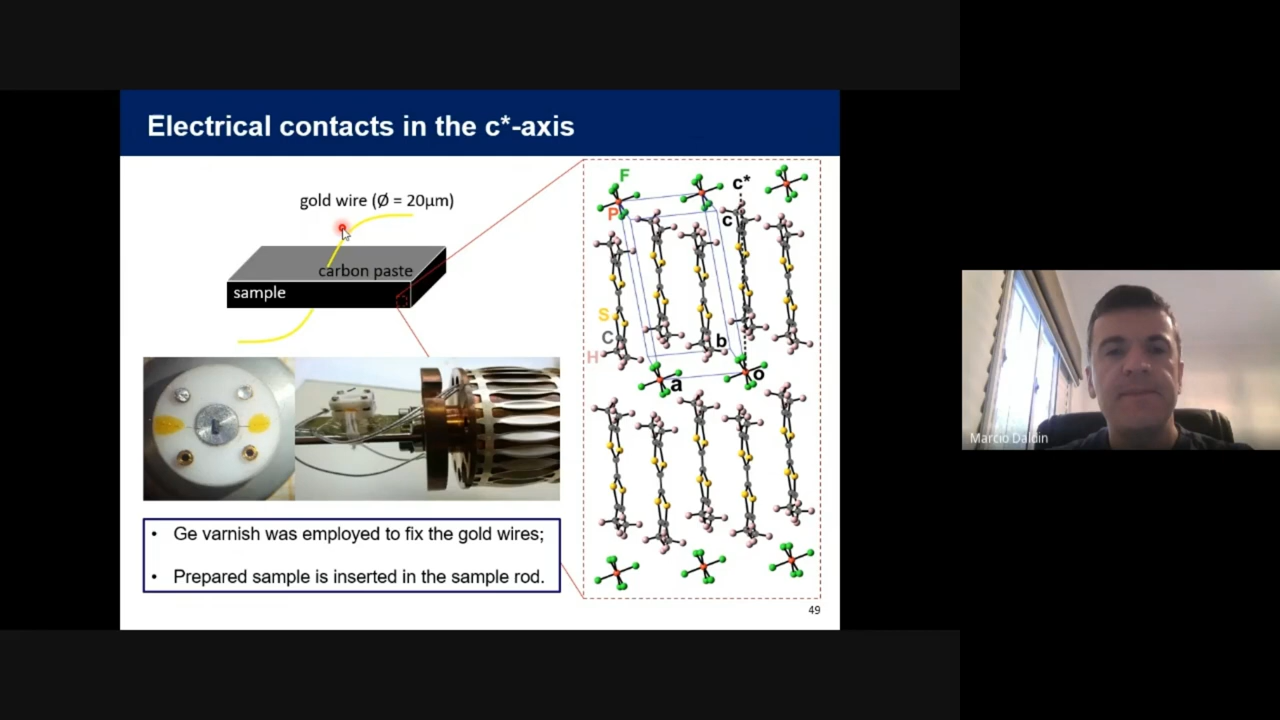 Electrical contacts in the c*-axis
gold wire (Ø = 20μm)
carbon paste
sample
F
P
c*
c
S
C
H
b
a
o
• Ge varnish was employed to fix the gold wires;
• Prepared sample is inserted in the sample rod.
49
Marcio Daldin